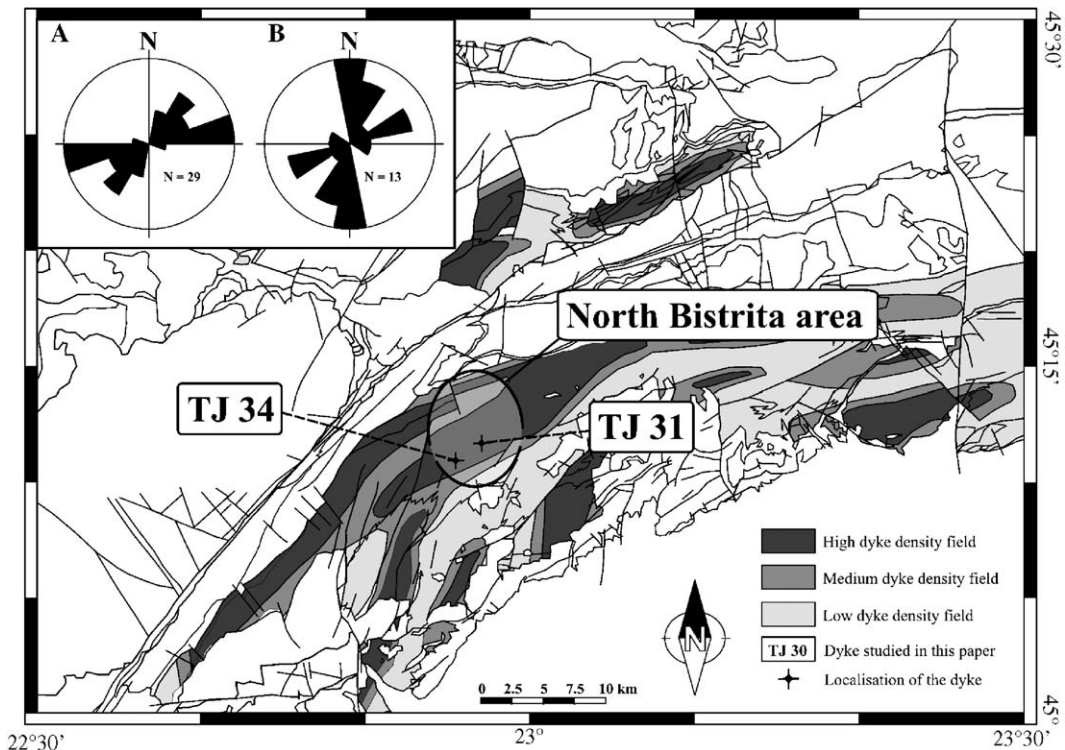 A
N
B
N
N = 29
N = 13
45°30'
North Bistrita area
45°15'
TJ 34
TJ 31
High dyke density field
Medium dyke density field
Low dyke density field
TJ 30 Dyke studied in this paper
Localisation of the dyke
N
0 2.5 5 7.5 10 km
45°
22°30'
23°
23°30'